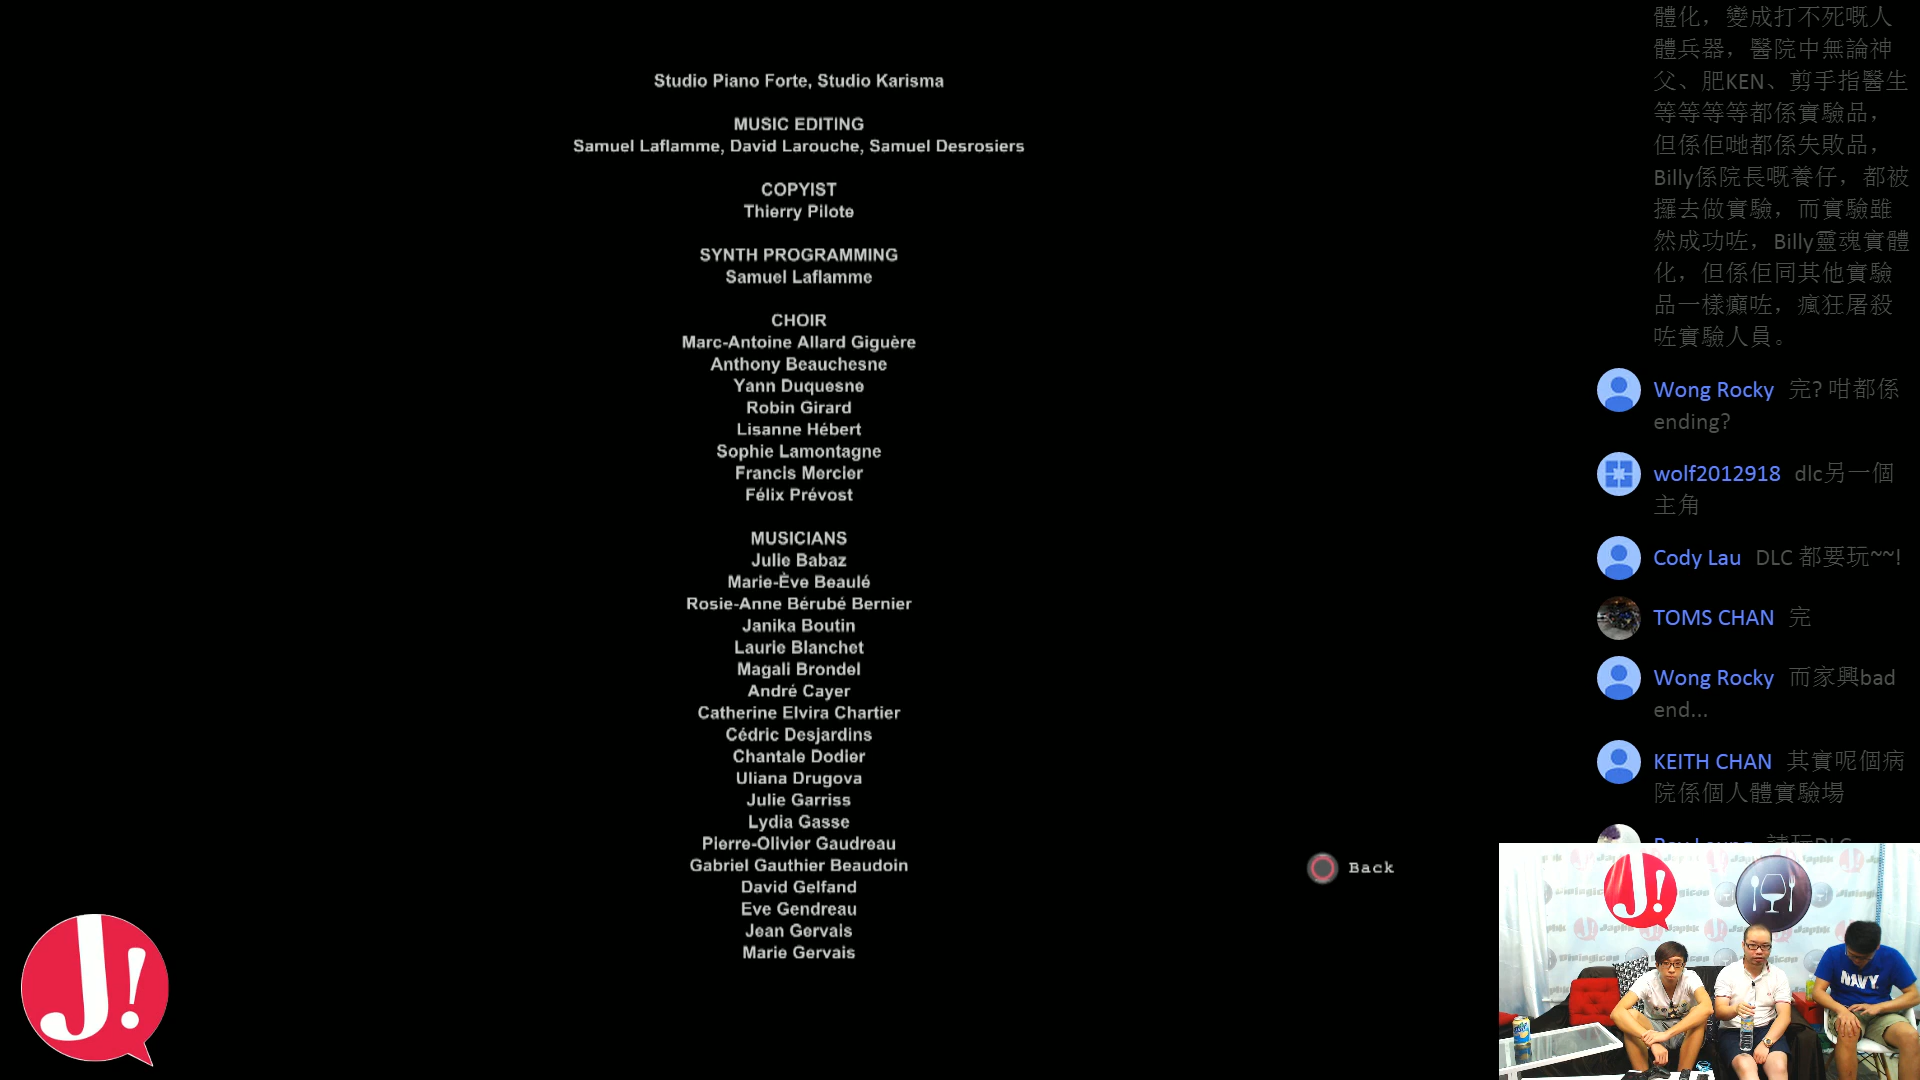 Studio Piano Forte, Studio Karisma
MUSIC EDITING
Samuel Laflamme, David Larouche, Samuel Desrosiers
COPYIST
Thierry Pilote
SYNTH PROGRAMMING
Samuel Laflamme
CHOIR
Marc-Antoine Allard Giguère
Anthony Beauchesne
Yann Duquesne
Robin Girard
Lisanne Hébert
Sophie Lamontagne
Francis Mercier
Félix Prévost
MUSICIANS
Julie Babaz
Marie-Ève Beaulé
Rosie-Anne Bérubé Bernier
Janika Boutin
Laurie Blanchet
Magali Brondel
André Cayer
Catherine Elvira Chartier
Cédric Desjardins
Chantale Dodier
Uliana Drugova
Julie Garriss
Lydia Gasse
Pierre-Olivier Gaudreau
Gabriel Gauthier Beaudoin
David Gelfand
Eve Gendreau
Jean Gervais
Marie Gervais
Back
體化，變成打不死嘅人
體兵器，醫院中無論神
父、肥KEN、剪手指醫生
等等等等都係實驗品，
但係佢哋都係失敗品，
Billy係院長嘅養仔，都被
攞去做實驗，而實驗雖
然成功咗，Billy靈魂實體
化，但係佢同其他實驗
品一樣癲咗，瘋狂屠殺
咗實驗人員。
Wong Rocky 完? 咁都係
ending?
wolf2012918 dlc另一個
主角
Cody Lau DLC 都要玩~~!
TOMS CHAN 完
Wong Rocky 而家興bad
end...
KEITH CHAN 其實呢個病
院係個人體實驗場
J!
J!
NAVY